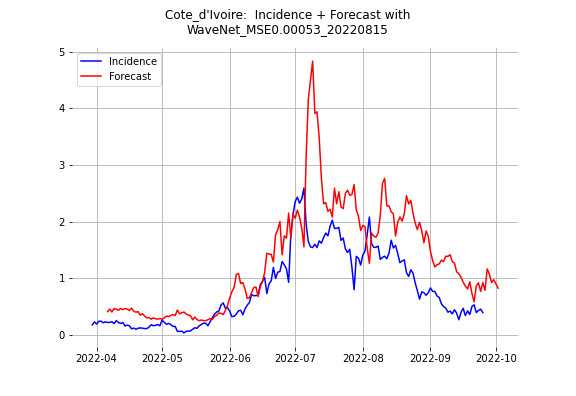 Cote_d'Ivoire:  Incidence + Forecast with
WaveNet_MSE0.00053_20220815
Incidence
Forecast
5
4
3
2
1
0
2022-04 2022-05 2022-06 2022-07 2022-08 2022-09 2022-10